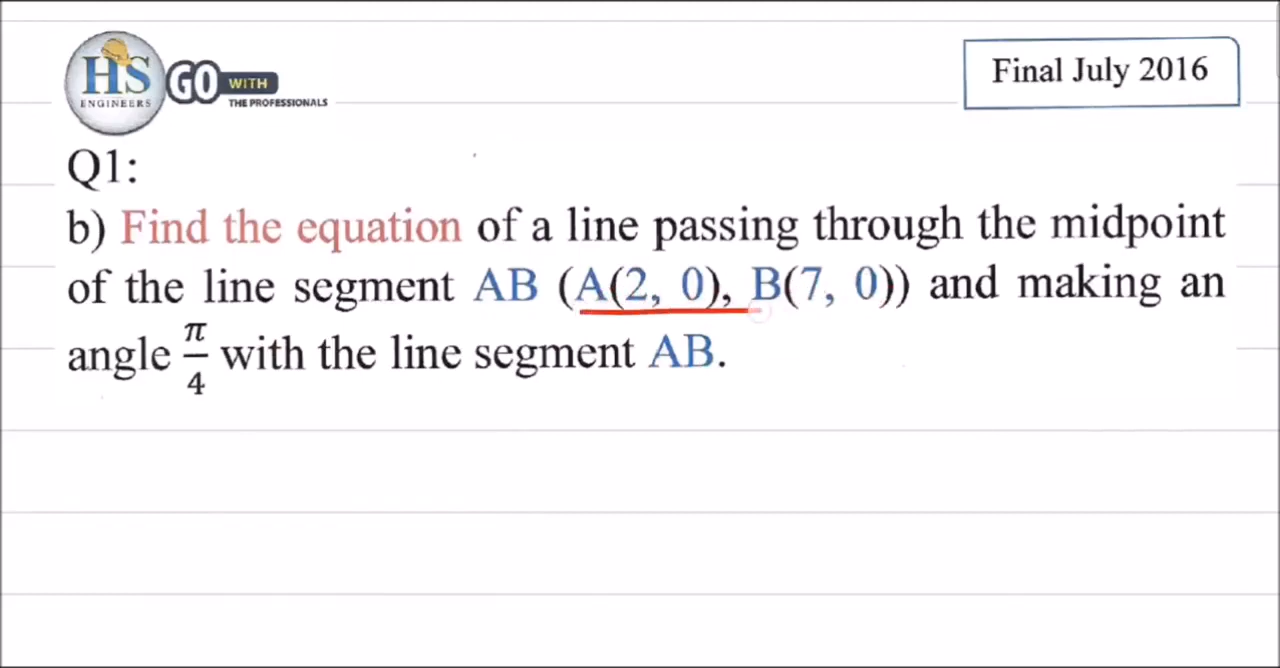 HS
ENGINEERS
GO WITH
THE PROFESSIONALS
Final July 2016
Q1:
b) Find the equation of a line passing through the midpoint
of the line segment AB (A(2, 0), B(7, 0)) and making an
angle π/4 with the line segment AB.